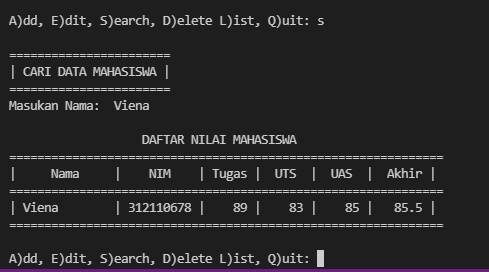 A)dd, E)dit, S)earch, D)elete L)ist, Q)uit: s
=======================
| CARI DATA MAHASISWA |
=======================
Masukan Nama:  Viena
DAFTAR NILAI MAHASISWA
==============================================================
|     Nama     |    NIM    | Tugas |  UTS  |  UAS  |  Akhir |
==============================================================
| Viena        | 312110678 |    89 |    83 |    85 |   85.5 |
==============================================================
A)dd, E)dit, S)earch, D)elete L)ist, Q)uit: